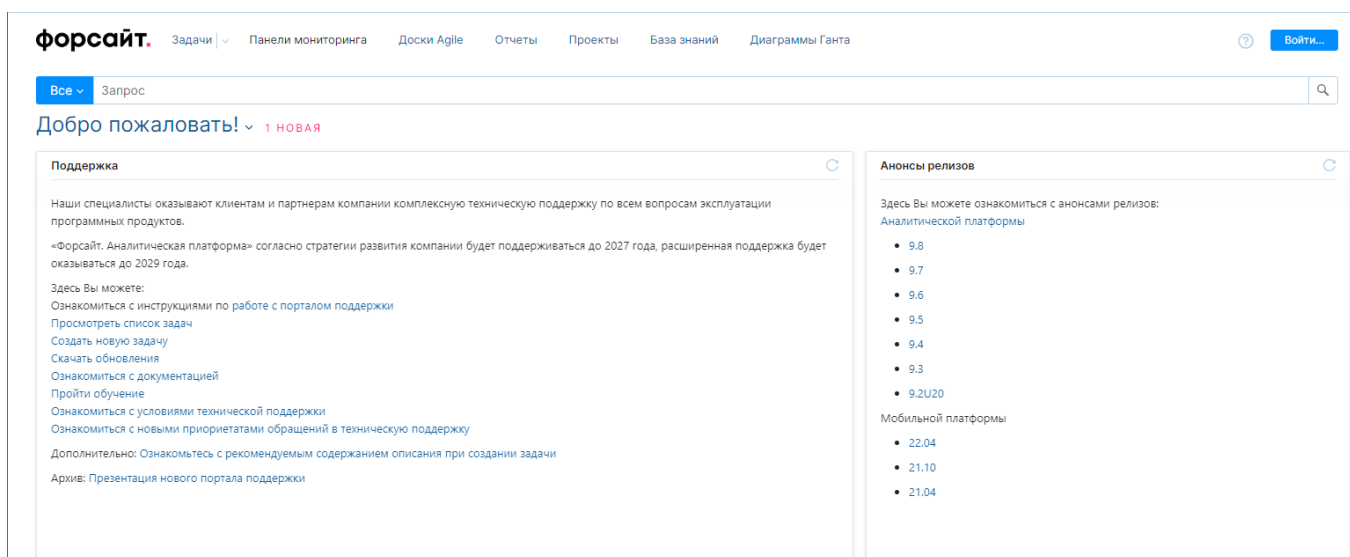 форсайт.
Задачи
Панели мониторинга
Доски Agile
Отчеты
Проекты
База знаний
Диаграммы Ганта
?
Войти...
Все
Запрос
Добро пожаловать!
1 НОВАЯ
Поддержка
Наши специалисты оказывают клиентам и партнерам компании комплексную техническую поддержку по всем вопросам эксплуатации
программных продуктов.
«Форсайт. Аналитическая платформа» согласно стратегии развития компании будет поддерживаться до 2027 года, расширенная поддержка будет
оказываться до 2029 года.
Здесь Вы можете:
Ознакомиться с инструкциями по работе с порталом поддержки
Просмотреть список задач
Создать новую задачу
Скачать обновления
Ознакомиться с документацией
Пройти обучение
Ознакомиться с условиями технической поддержки
Ознакомиться с новыми приориетатами обращений в техническую поддержку
Дополнительно: Ознакомьтесь с рекомендуемым содержанием описания при создании задачи
Архив: Презентация нового портала поддержки
Анонсы релизов
Здесь Вы можете ознакомиться с анонсами релизов:
Аналитической платформы
• 9.8
• 9.7
• 9.6
• 9.5
• 9.4
• 9.3
• 9.2U20
Мобильной платформы
• 22.04
• 21.10
• 21.04